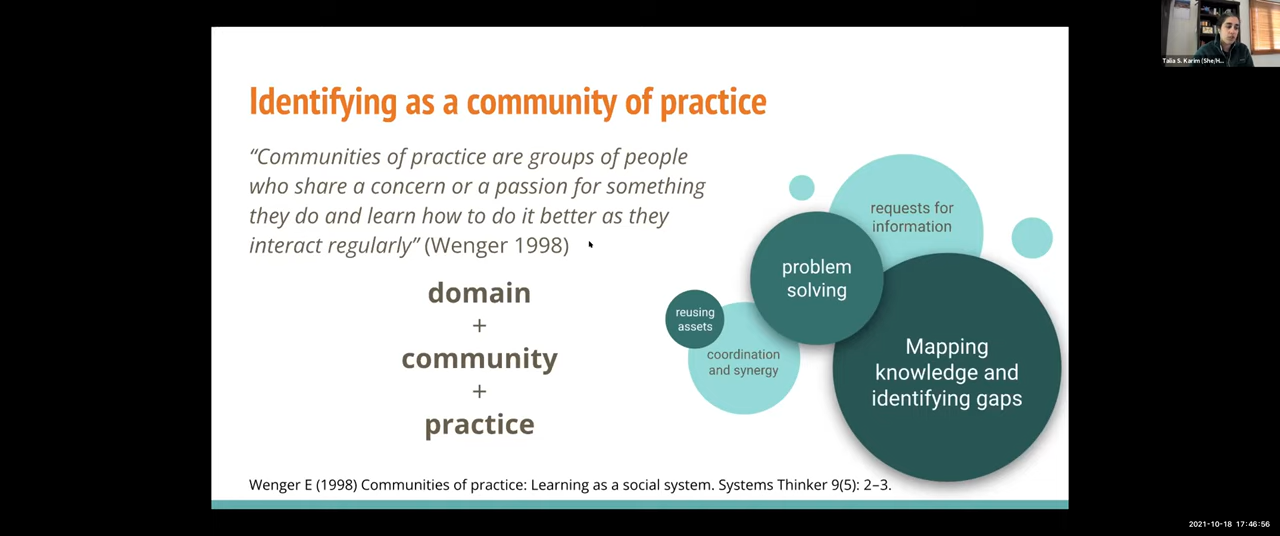 Identifying as a community of practice
“Communities of practice are groups of people
who share a concern or a passion for something
they do and learn how to do it better as they
interact regularly” (Wenger 1998)
domain
+
community
+
practice
requests for
information
problem
solving
reusing
assets
coordination
and synergy
Mapping
knowledge and
identifying gaps
Wenger E (1998) Communities of practice: Learning as a social system. Systems Thinker 9(5): 2–3.
Talia S. Karim (She/H...
2021-10-18 17:46:56